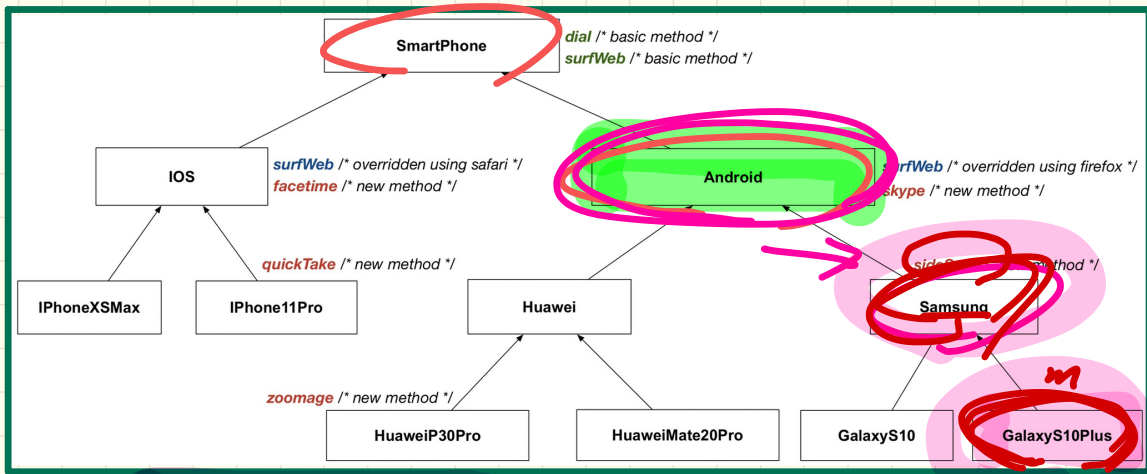 SmartPhone
dial /* basic method */
surfWeb /* basic method */
IOS
surfWeb /* overridden using safari */
facetime /* new method */
Android
surfWeb /* overridden using firefox */
skype /* new method */
quickTake /* new method */
method */
IPhoneXSMax
IPhone11Pro
Huawei
Samsung
m
zoomage /* new method */
HuaweiP30Pro
HuaweiMate20Pro
GalaxyS10
GalaxyS10Plus